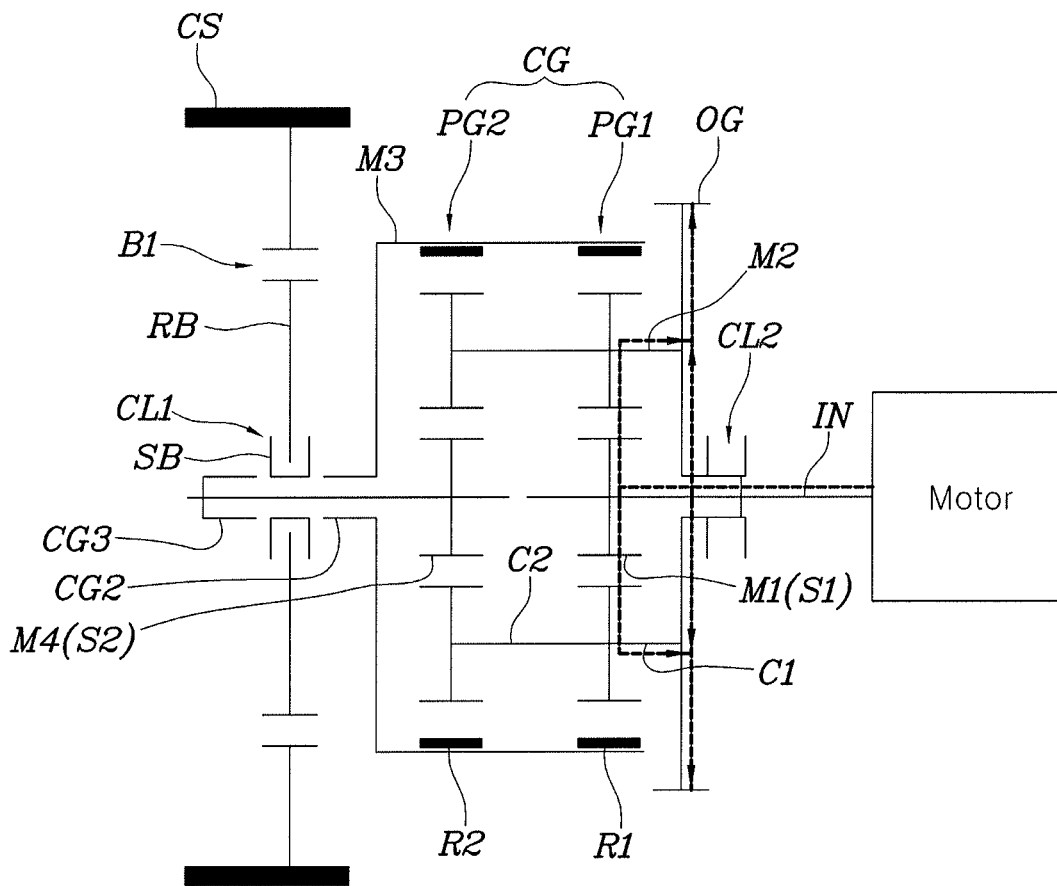 CS
CG
PG2
PG1
OG
M3
B1
M2
RB
CL2
CL1
IN
SB
Motor
CG3
C2
CG2
M1(S1)
M4(S2)
C1
R2
R1